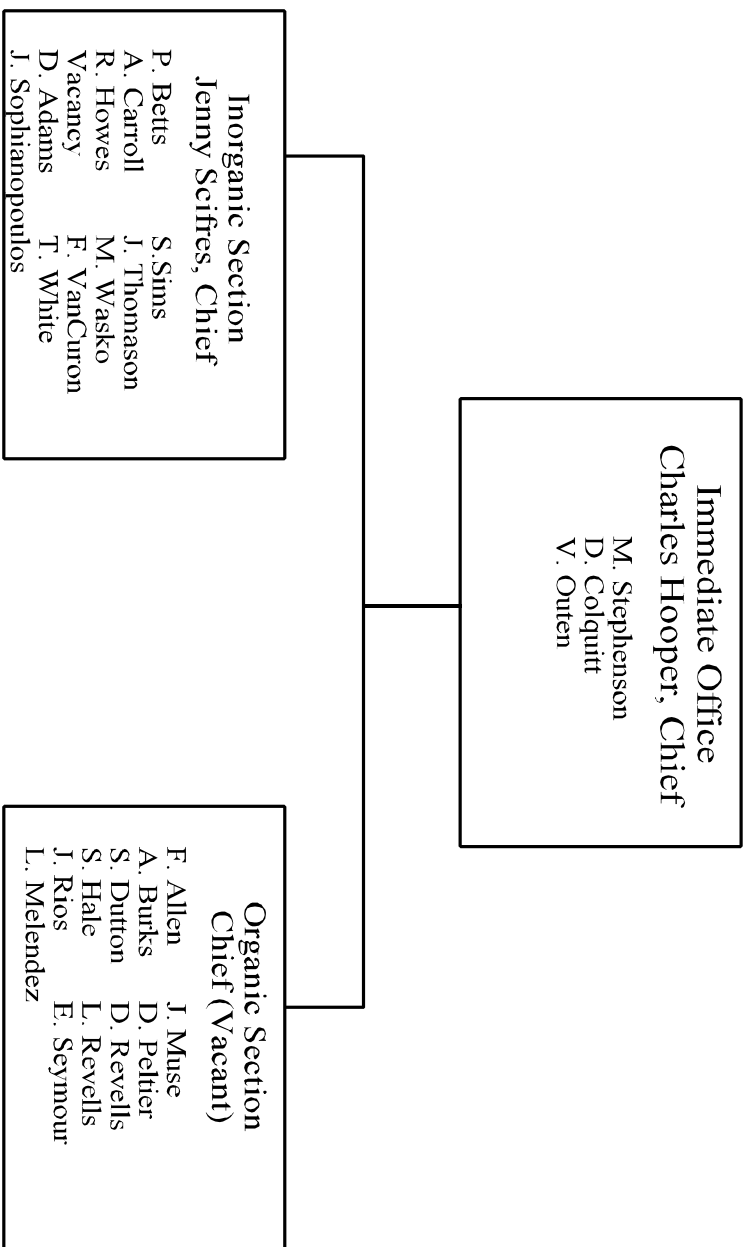 Immediate Office
Charles Hooper, Chief
M. Stephenson
D. Colquitt
V. Outen
Inorganic Section
Jenny Scifres, Chief
P. Betts S.Sims
A. Carroll J. Thomason
R. Howes M. Wasko
Vacancy F. VanCuron
D. Adams T. White
J. Sophianopoulos
Organic Section
Chief (Vacant)
F. Allen J. Muse
A. Burks D. Peltier
S. Dutton D. Revells
S. Hale L. Revells
J. Rios E. Seymour
L. Melendez